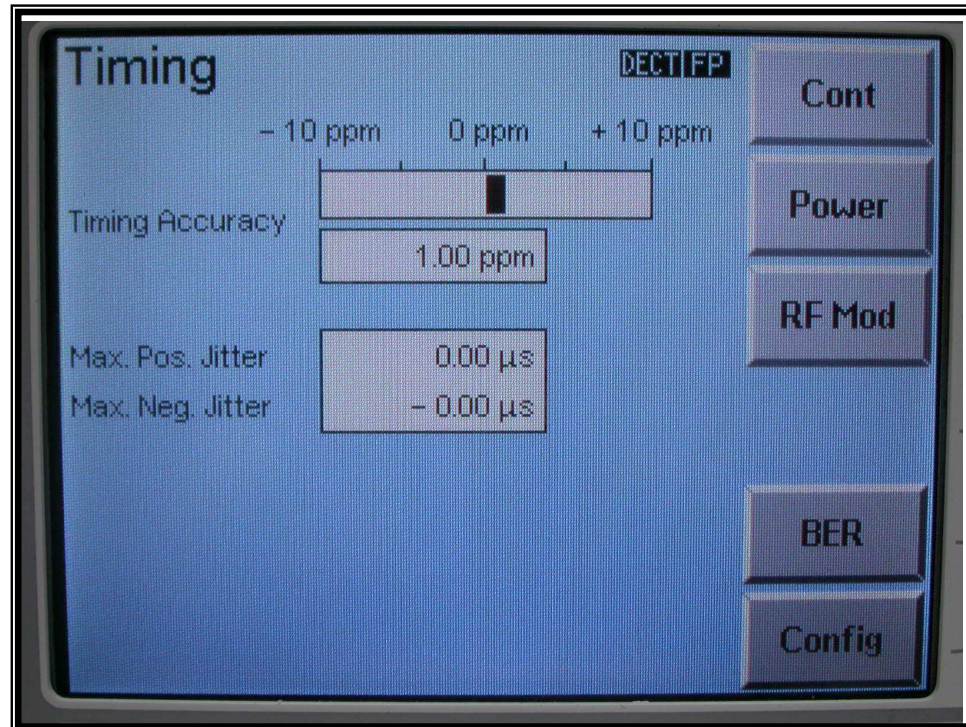 Timing
DECT FP
– 10 ppm 0 ppm + 10 ppm
Timing Accuracy
1.00 ppm
Max. Pos. Jitter 0.00 µs
Max. Neg. Jitter – 0.00 µs
Cont
Power
RF Mod
BER
Config